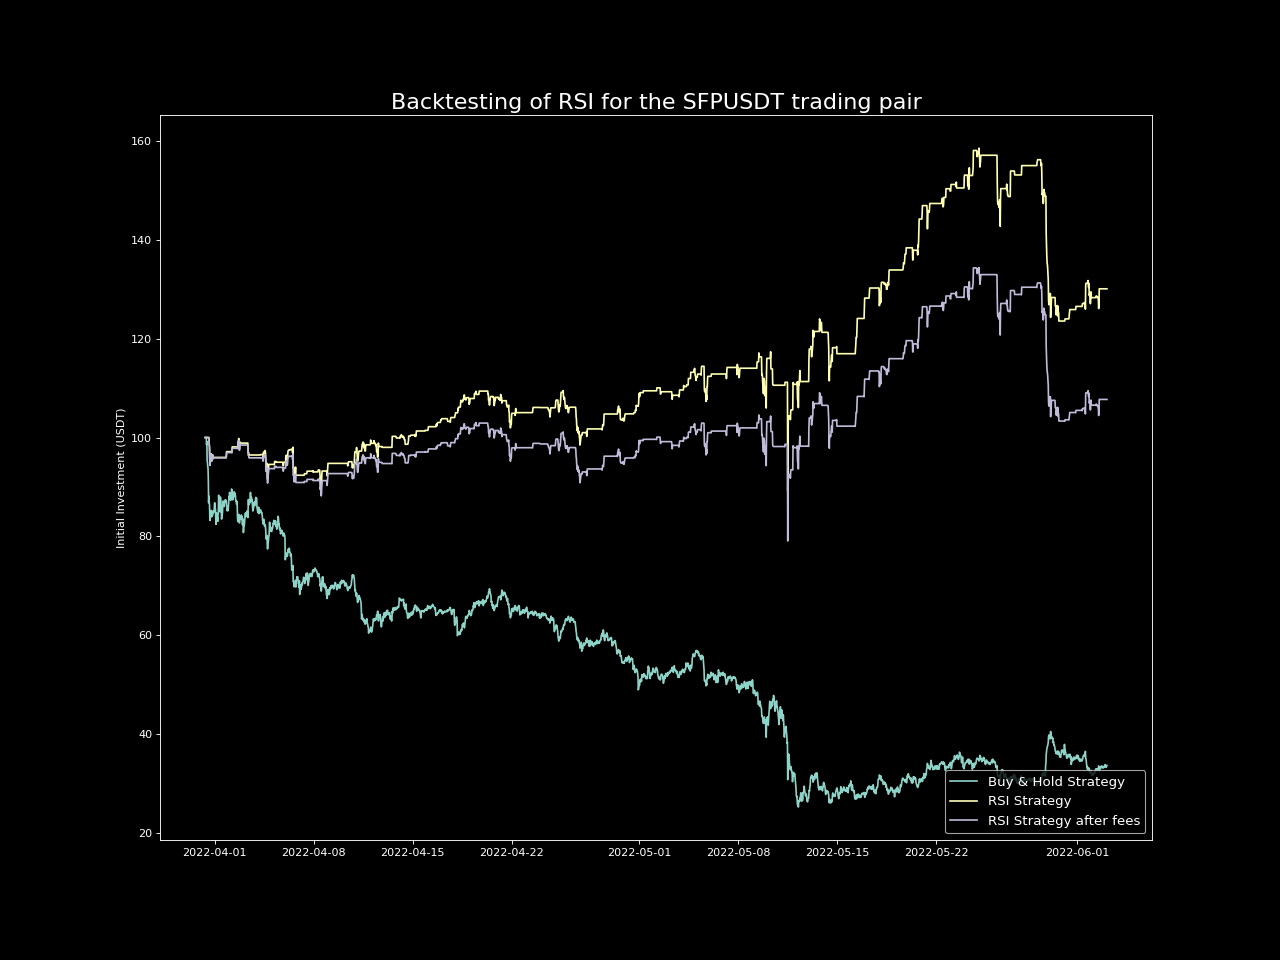 Backtesting of RSI for the SFPUSDT trading pair
Initial Investment (USDT)
160
140
120
100
80
60
40
20
2022-04-01 2022-04-08 2022-04-15 2022-04-22 2022-05-01 2022-05-08 2022-05-15 2022-05-22 2022-06-01
Buy & Hold Strategy
RSI Strategy
RSI Strategy after fees